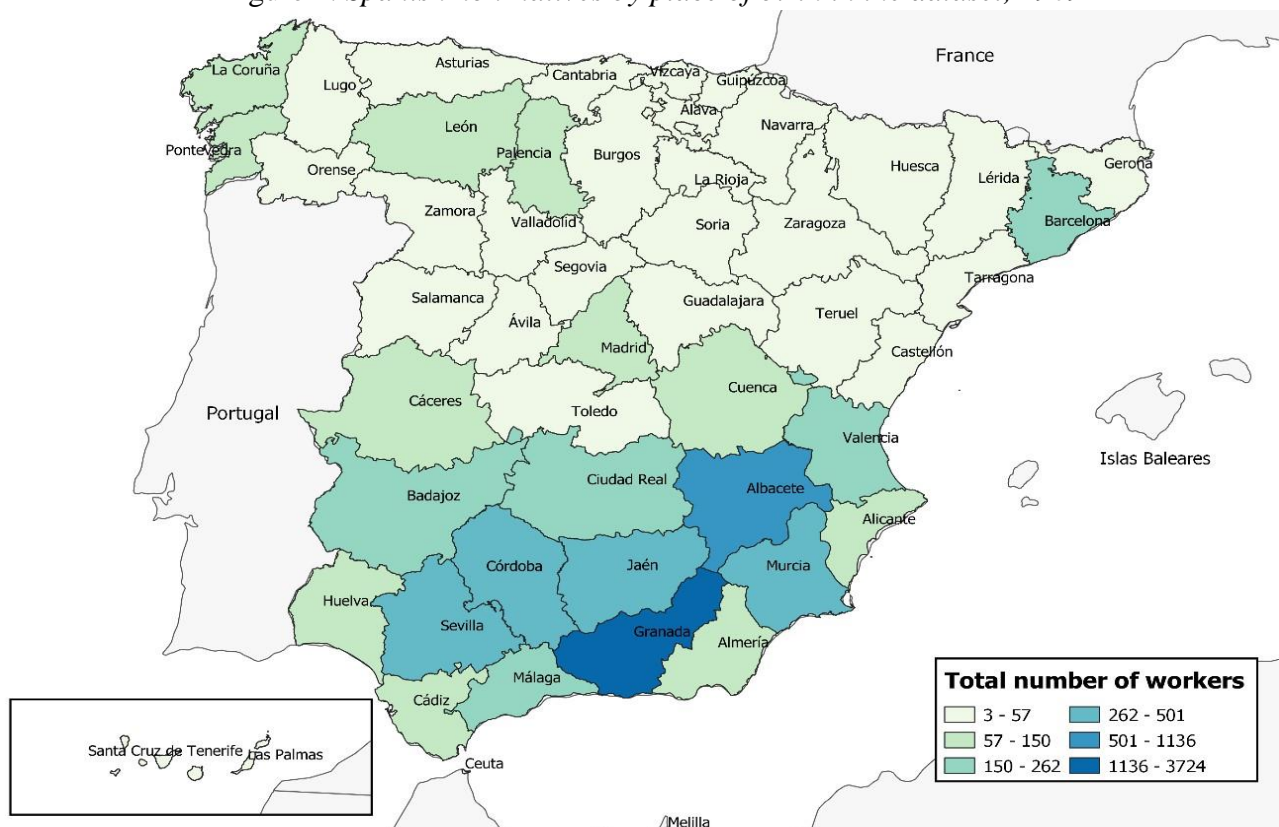 France
La Coruña
Lugo
Asturias
Cantabria
Vizcaya
Guipúzcoa
Álava
Navarra
León
Palencia
Burgos
Pontevedra
Orense
La Rioja
Huesca
Lérida
Gerona
Zamora
Valladolid
Soria
Zaragoza
Barcelona
Segovia
Tarragona
Salamanca
Ávila
Guadalajara
Teruel
Madrid
Castellón
Cáceres
Cuenca
Portugal
Toledo
Valencia
Islas Baleares
Badajoz
Ciudad Real
Albacete
Alicante
Córdoba
Jaén
Murcia
Huelva
Sevilla
Granada
Almería
Málaga
Cádiz
Santa Cruz de Tenerife
Las Palmas
Ceuta
Melilla
Total number of workers
3 - 57
262 - 501
57 - 150
501 - 1136
150 - 262
1136 - 3724